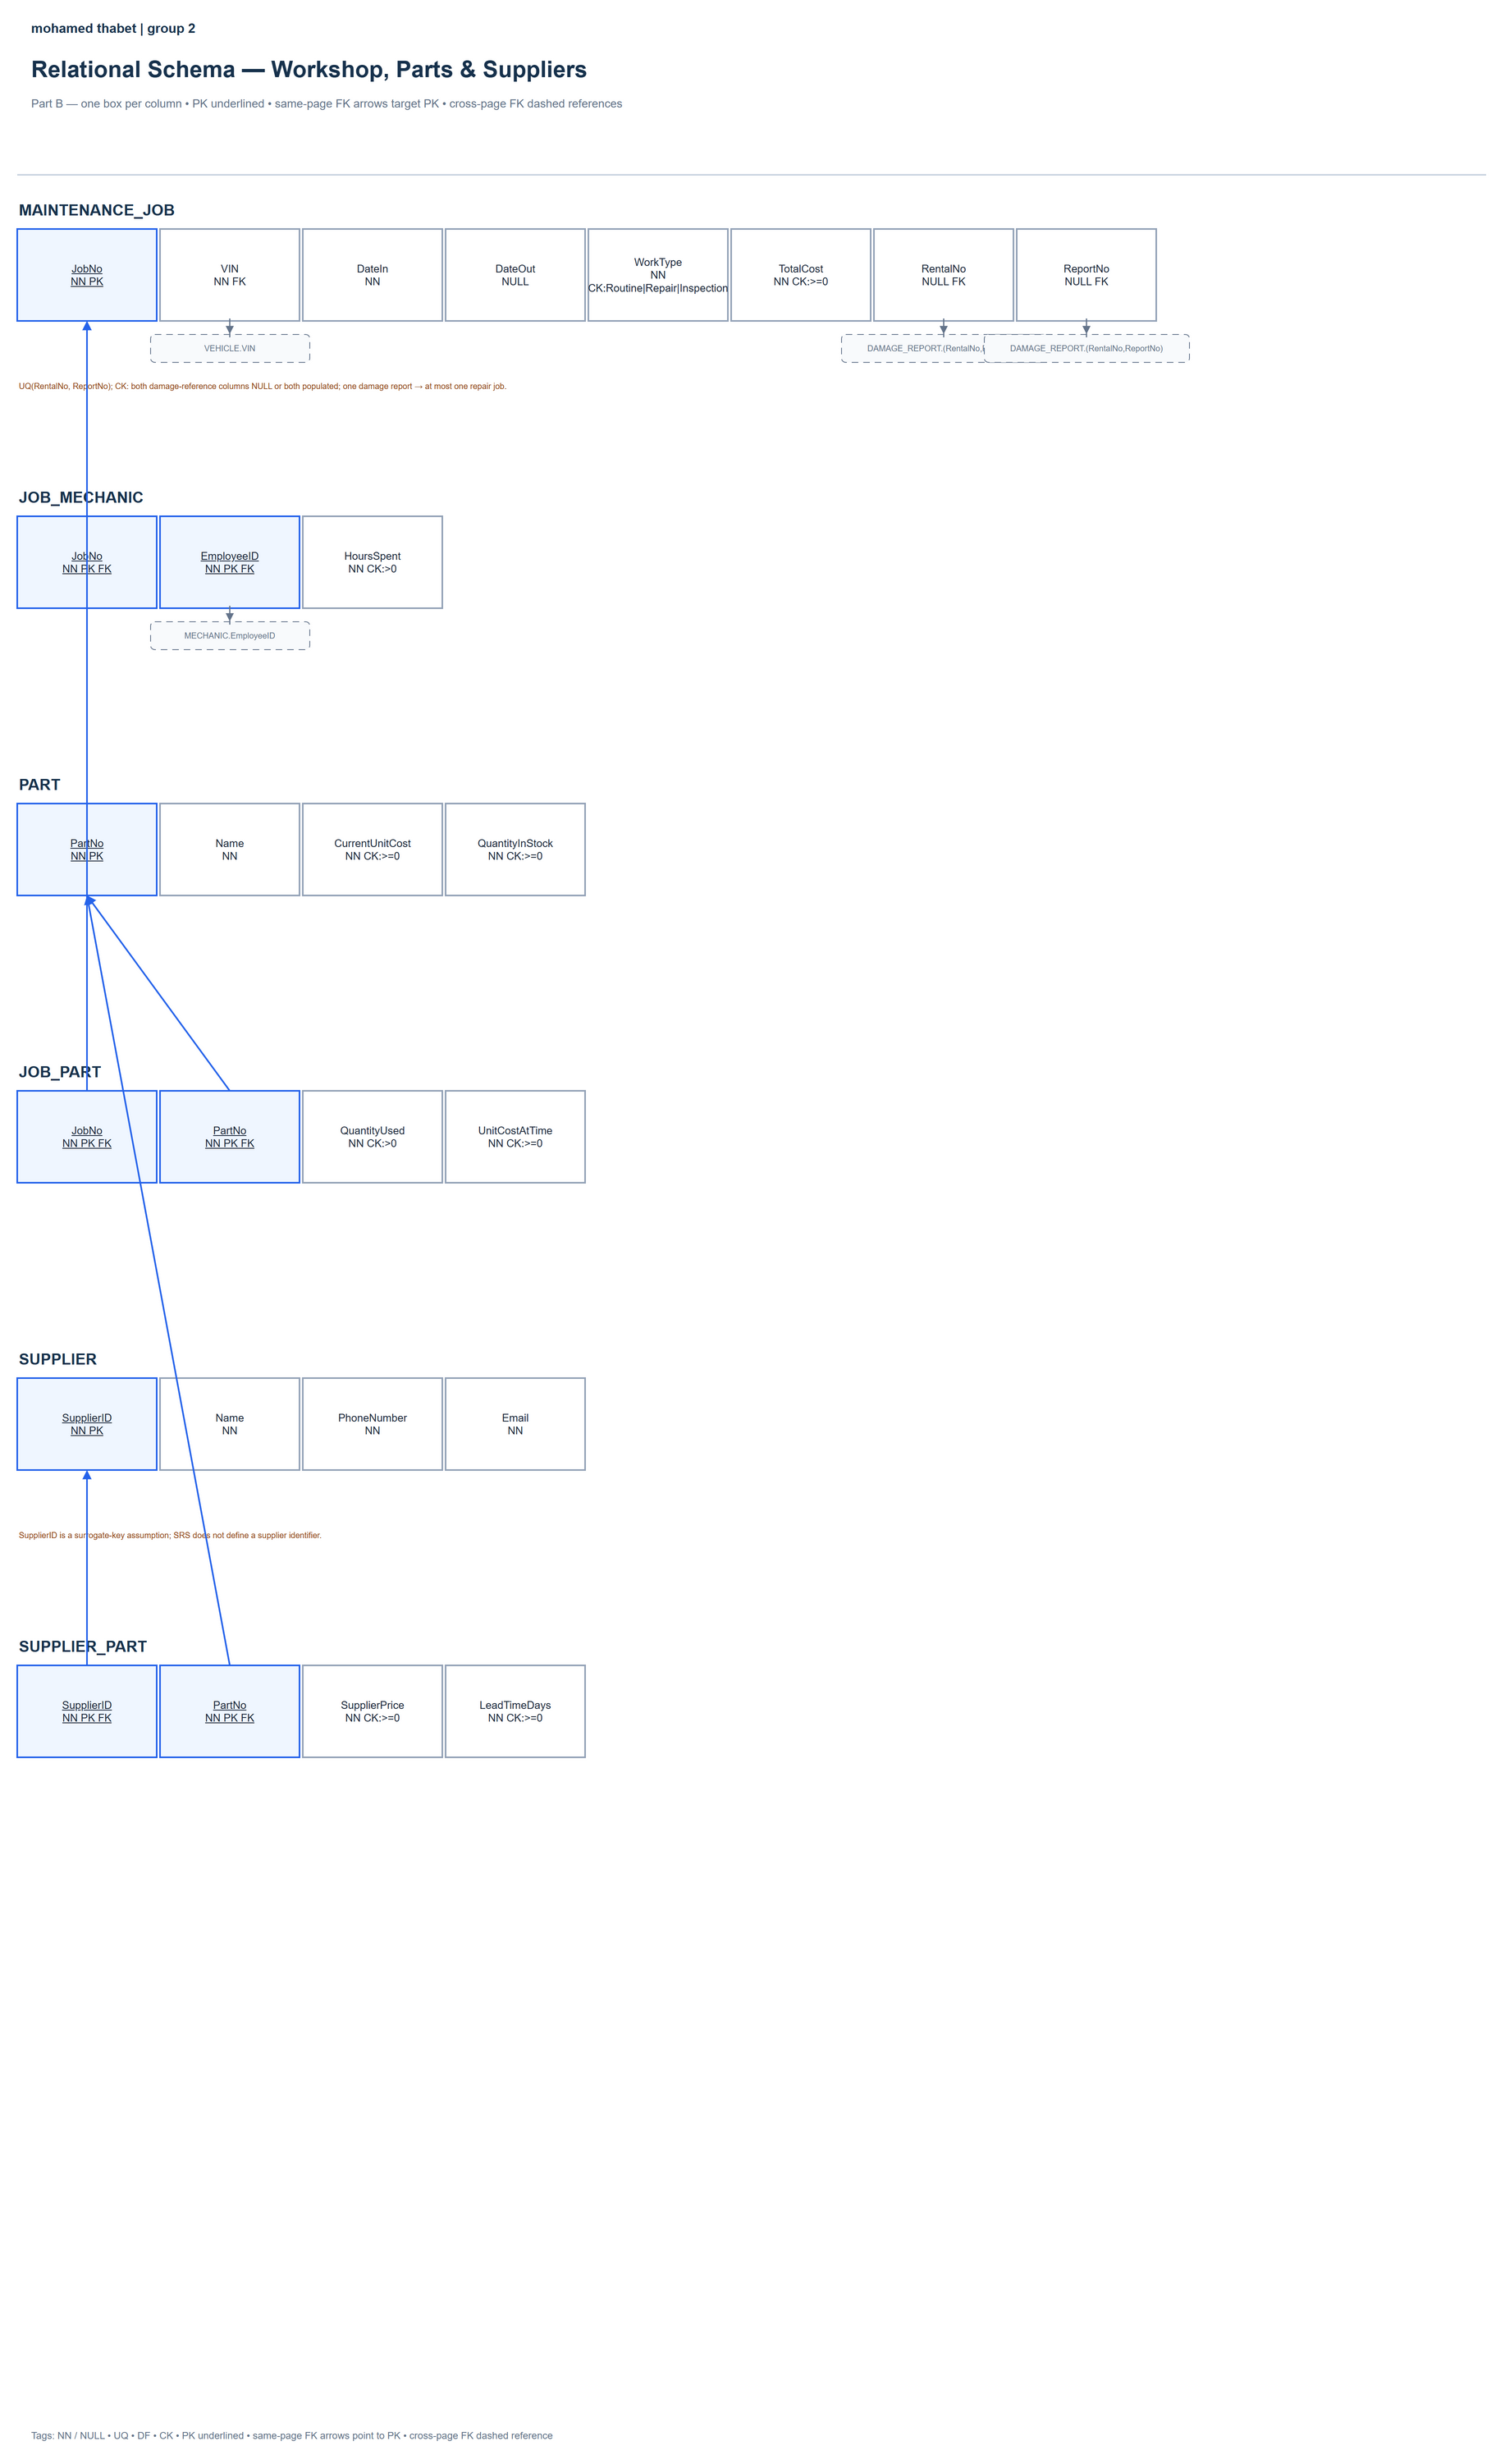 mohamed thabet | group 2
Relational Schema — Workshop, Parts & Suppliers
Part B — one box per column • PK underlined • same-page FK arrows target PK • cross-page FK dashed references
MAINTENANCE_JOB
JobNo
NN PK
VIN
NN FK
DateIn
NN
DateOut
NULL
WorkType
NN
CK:Routine|Repair|Inspection
TotalCost
NN CK:>=0
RentalNo
NULL FK
ReportNo
NULL FK
VEHICLE.VIN
DAMAGE_REPORT.(RentalNo,
DAMAGE_REPORT.(RentalNo,ReportNo)
UQ(RentalNo, ReportNo); CK: both damage-reference columns NULL or both populated; one damage report → at most one repair job.
JOB_MECHANIC
JobNo
NN PK FK
EmployeeID
NN PK FK
HoursSpent
NN CK:>0
MECHANIC.EmployeeID
PART
PartNo
NN PK
Name
NN
CurrentUnitCost
NN CK:>=0
QuantityInStock
NN CK:>=0
JOB_PART
JobNo
NN PK FK
PartNo
NN PK FK
QuantityUsed
NN CK:>0
UnitCostAtTime
NN CK:>=0
SUPPLIER
SupplierID
NN PK
Name
NN
PhoneNumber
NN
Email
NN
SupplierID is a surrogate-key assumption; SRS does not define a supplier identifier.
SUPPLIER_PART
SupplierID
NN PK FK
PartNo
NN PK FK
SupplierPrice
NN CK:>=0
LeadTimeDays
NN CK:>=0
Tags: NN / NULL • UQ • DF • CK • PK underlined • same-page FK arrows point to PK • cross-page FK dashed reference